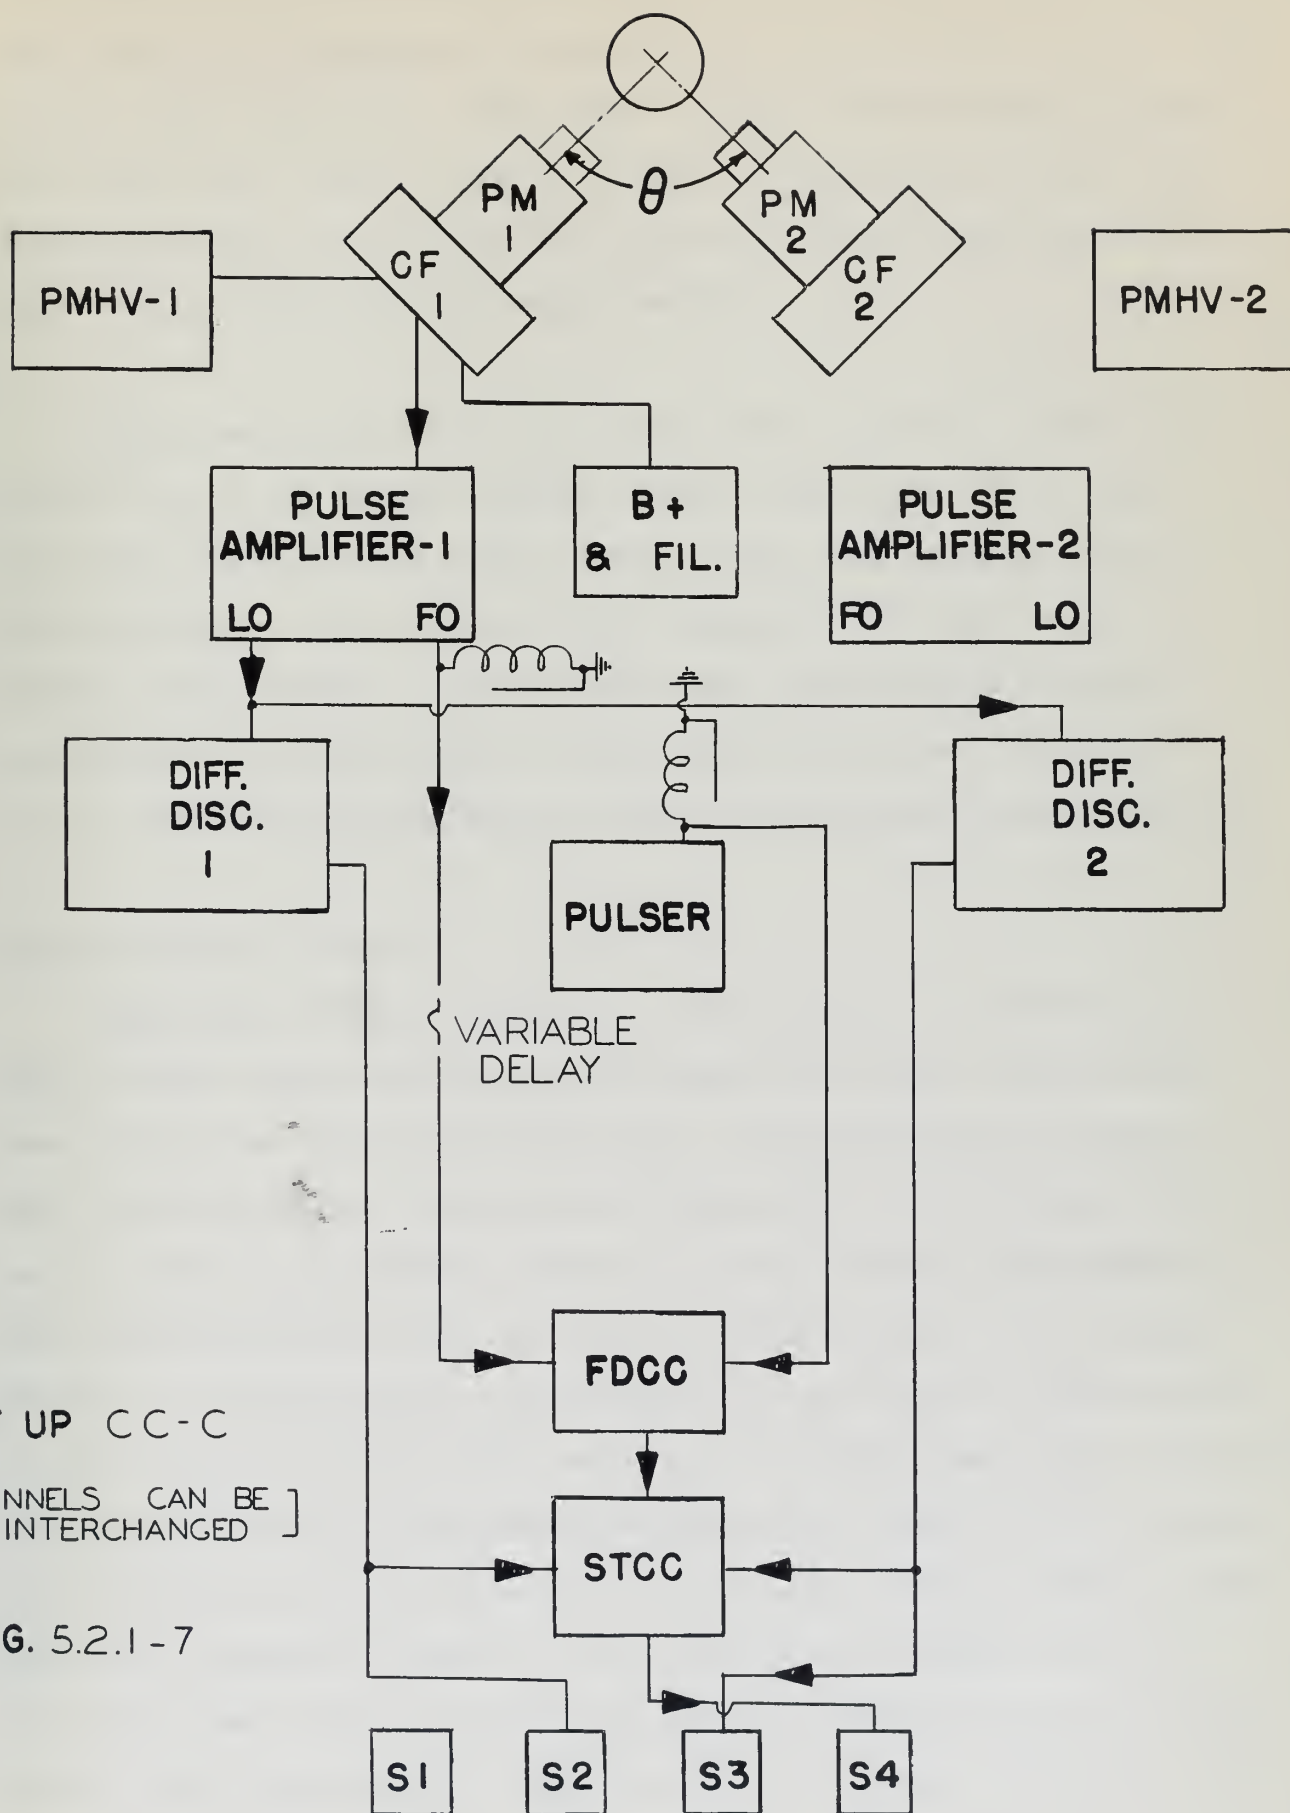 PM
1
θ
PM
2
CF
1
CF
2
PMHV-1
PMHV-2
PULSE
AMPLIFIER-1
LO FO
B+
& FIL.
PULSE
AMPLIFIER-2
FO LO
DIFF.
DISC.
1
DIFF.
DISC.
2
PULSER
VARIABLE
DELAY
FDCC
UP CC-C
NNELS CAN BE ]
INTERCHANGED
STCC
G. 5.2.1-7
S1
S2
S3
S4